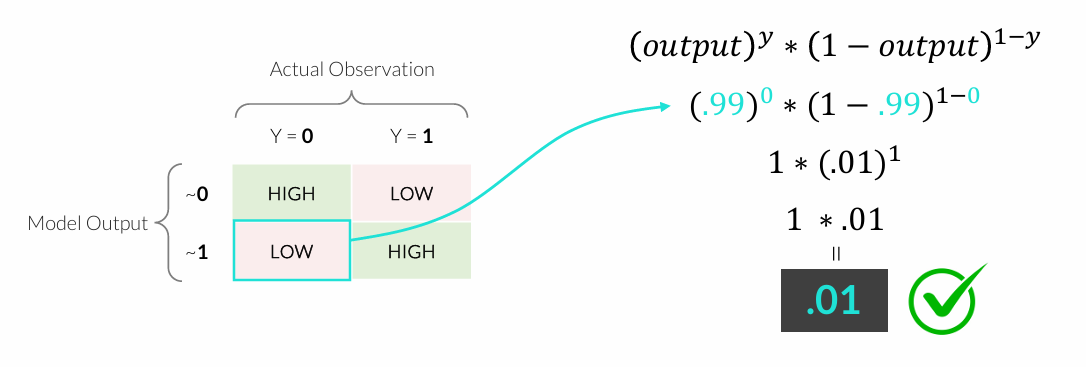 Actual Observation
Y = 0 Y = 1
Model Output
~0 HIGH LOW
~1 LOW HIGH
(output)^y * (1 − output)^{1−y}
(.99)^0 * (1 − .99)^{1−0}
1 * (.01)^1
1 * .01
=
.01